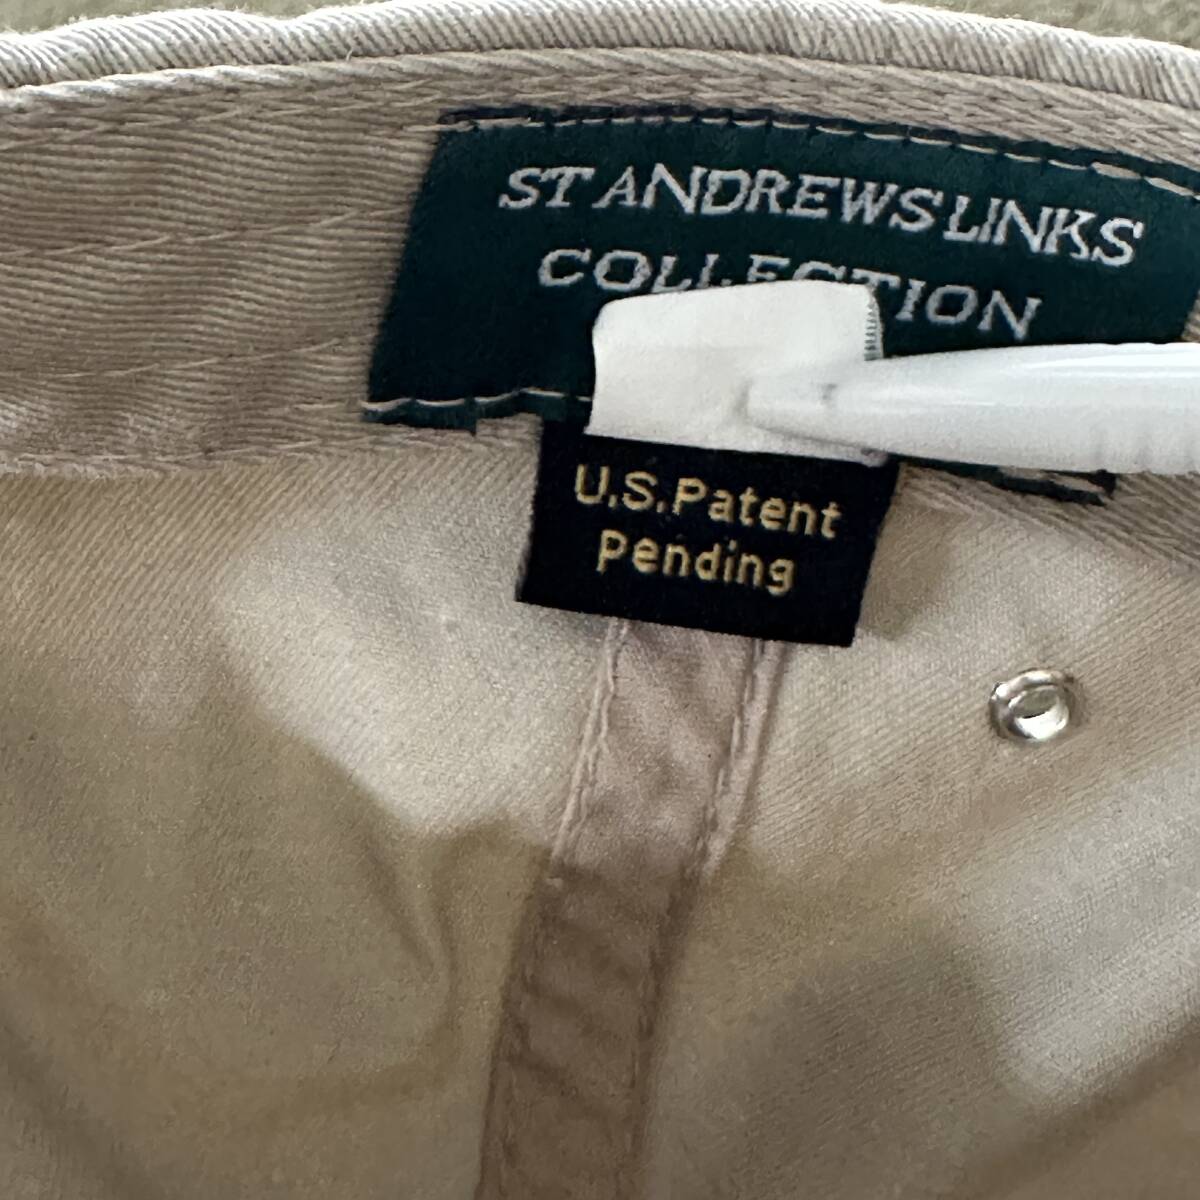 ST ANDREWS LINKS
COLLECTION
U.S.Patent
Pending